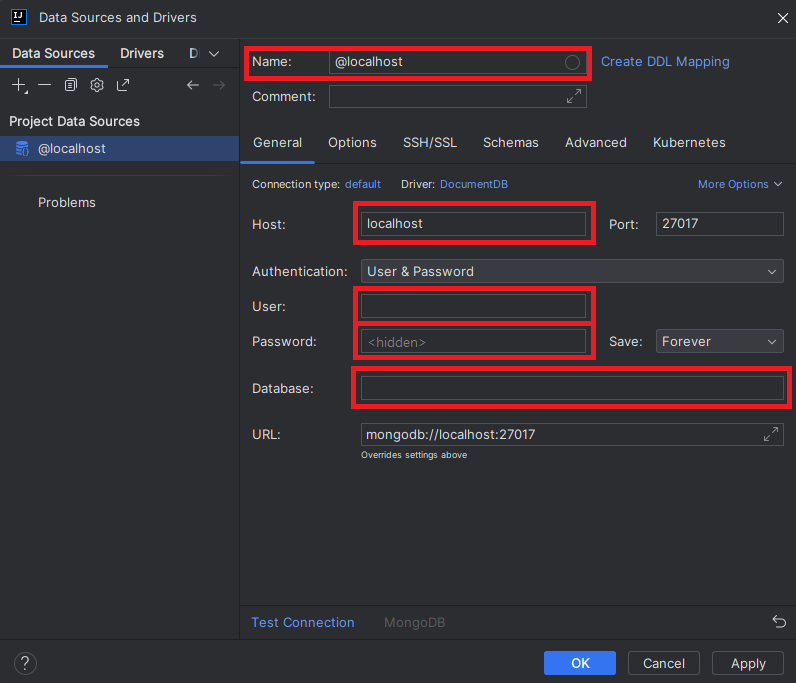 Data Sources and Drivers
Data Sources Drivers D
Project Data Sources
@localhost
Problems
Name: @localhost Create DDL Mapping
Comment:
General Options SSH/SSL Schemas Advanced Kubernetes
Connection type: default Driver: DocumentDB More Options
Host: localhost Port: 27017
Authentication: User & Password
User:
Password: <hidden> Save: Forever
Database:
URL: mongodb://localhost:27017
Overrides settings above
Test Connection MongoDB
? OK Cancel Apply